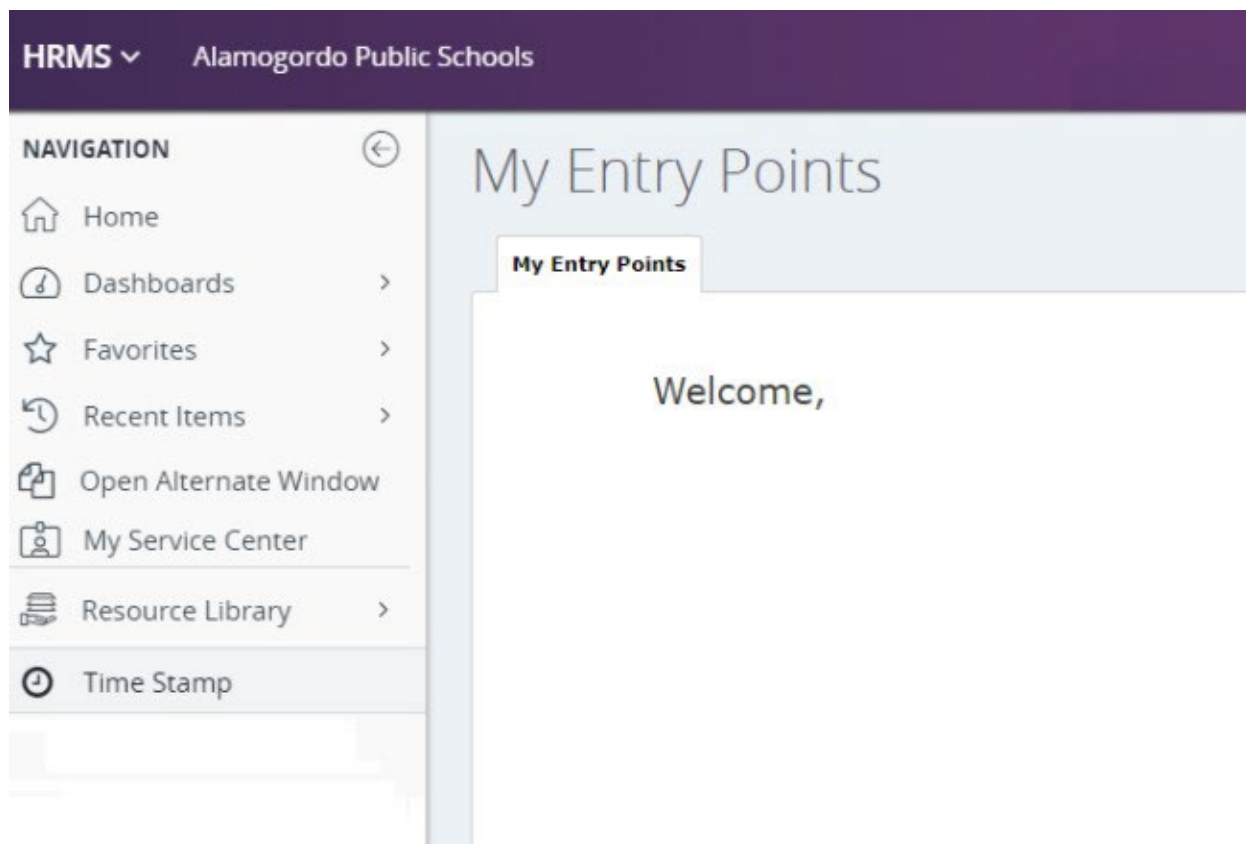 HRMS Alamogordo Public Schools
NAVIGATION
Home
Dashboards
Favorites
Recent Items
Open Alternate Window
My Service Center
Resource Library
Time Stamp
My Entry Points
My Entry Points
Welcome,